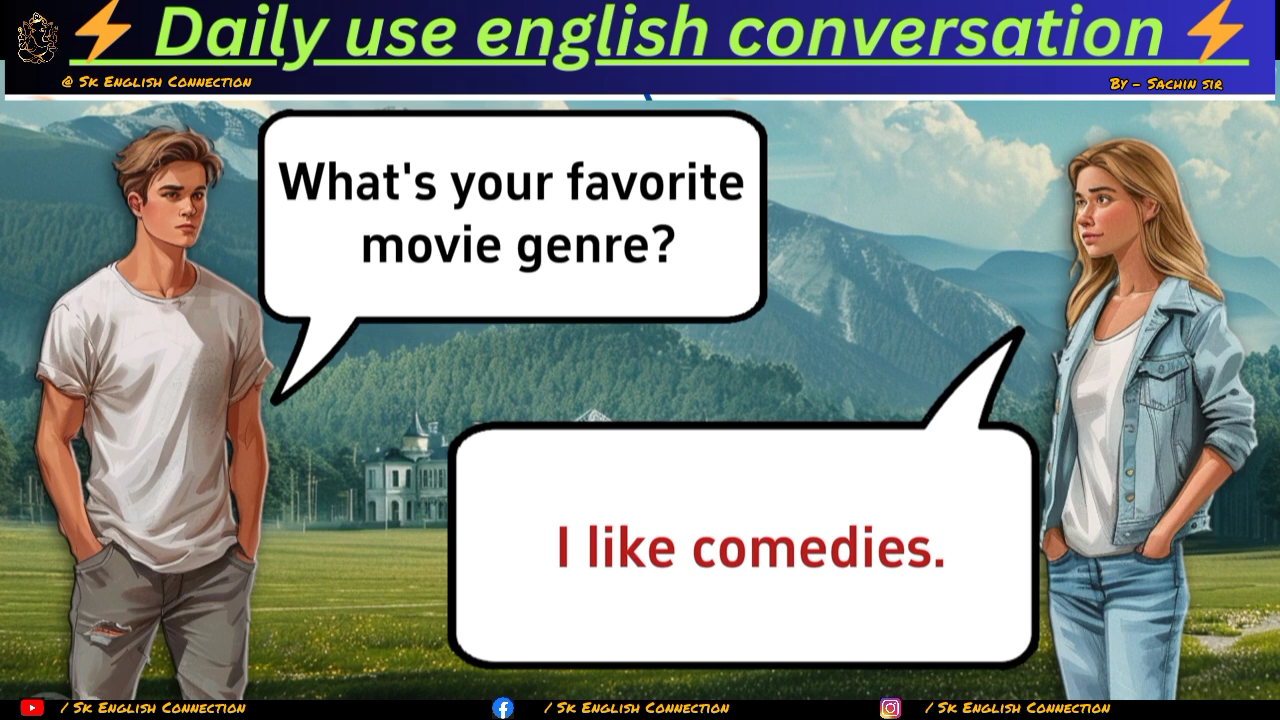 ⚡ Daily use english conversation ⚡
@ Sk English Connection
By - Sachin sir
What's your favorite
movie genre?
I like comedies.
/ Sk English Connection
/ Sk English Connection
/ Sk English Connection